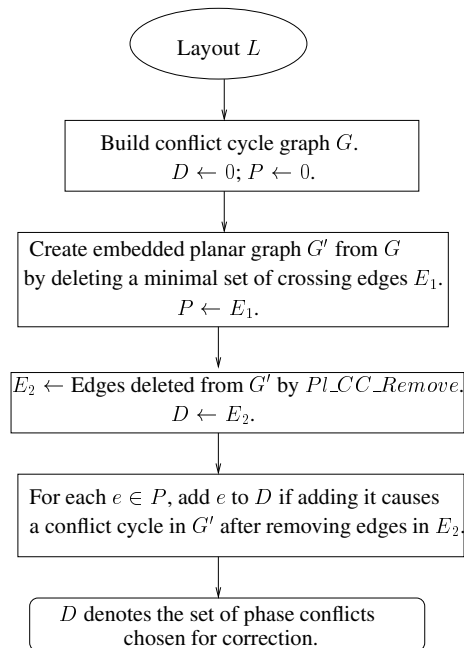 Layout L
Build conflict cycle graph G.
D ← 0; P ← 0.
Create embedded planar graph G′ from G
by deleting a minimal set of crossing edges E₁.
P ← E₁.
E₂ ← Edges deleted from G′ by Pl_CC_Remove.
D ← E₂.
For each e ∈ P, add e to D if adding it causes
a conflict cycle in G′ after removing edges in E₂.
D denotes the set of phase conflicts
chosen for correction.